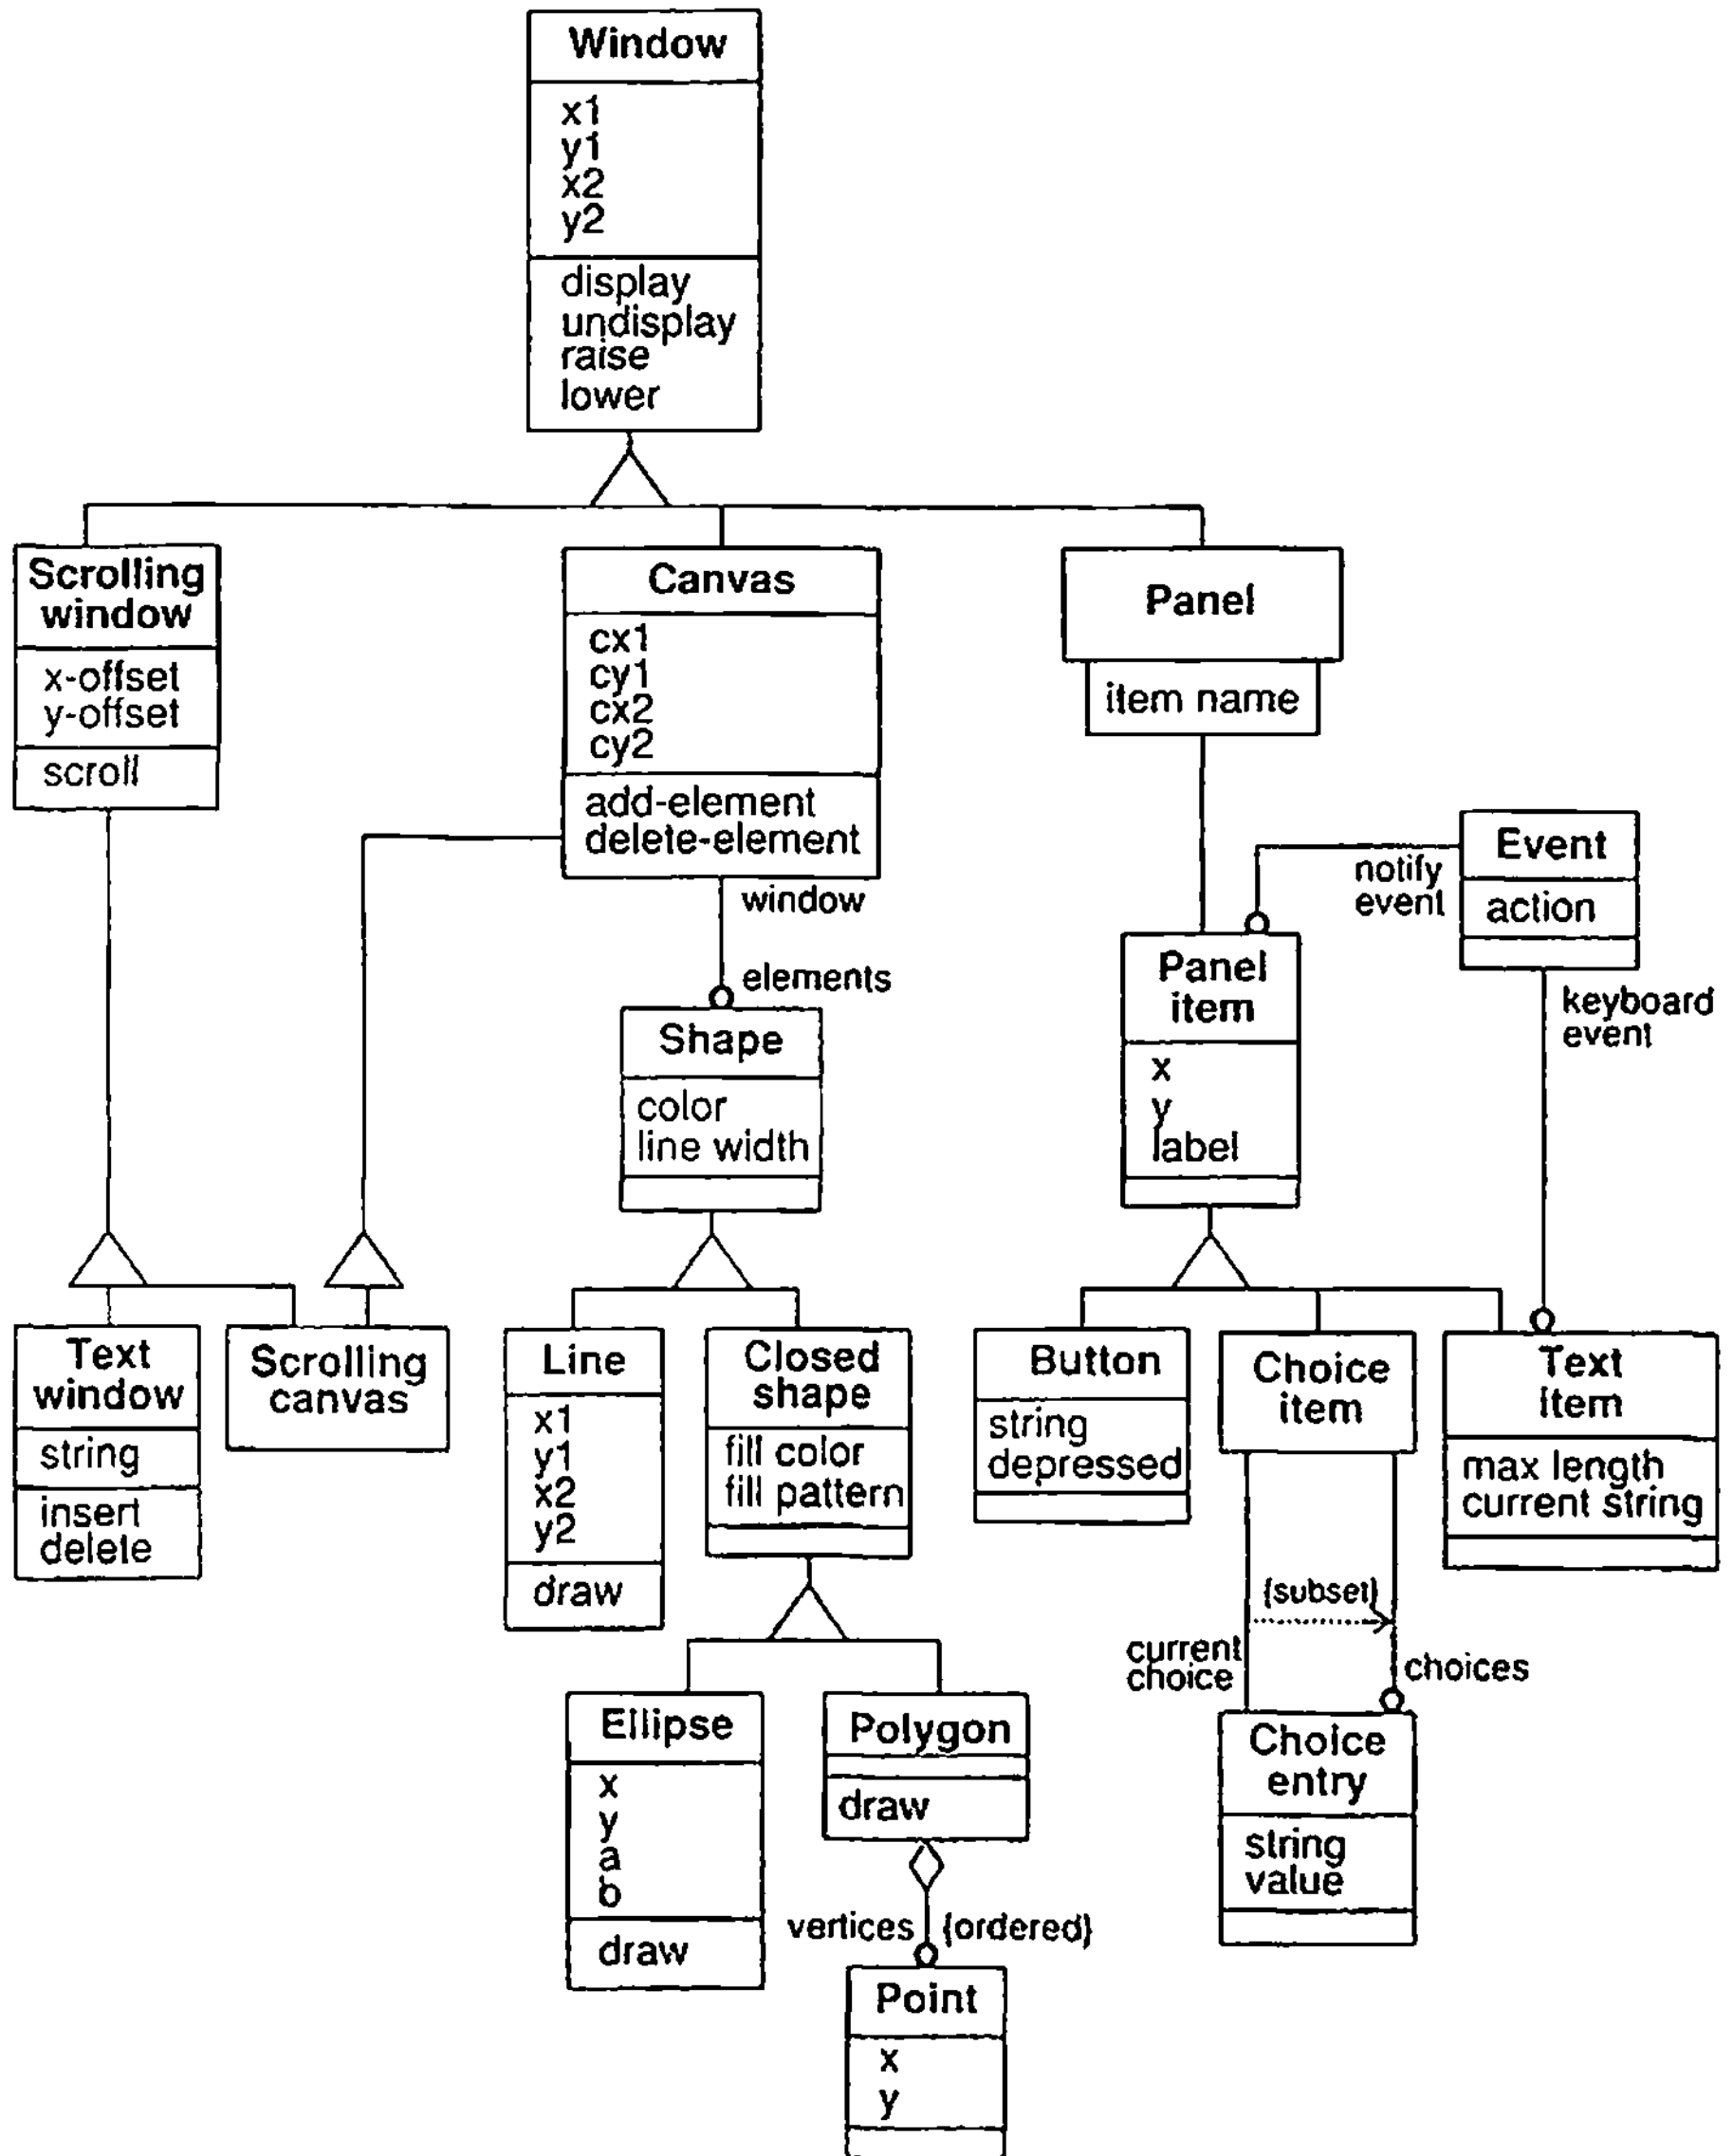 Window
x1
y1
x2
y2
display
undisplay
raise
lower
Scrolling
window
x-offset
y-offset
scroll
Canvas
cx1
cy1
cx2
cy2
add-element
delete-element
Panel
item name
window
elements
Event
action
notify
event
keyboard
event
Panel
item
x
y
label
Shape
color
line width
Text
window
string
insert
delete
Scrolling
canvas
Line
x1
y1
x2
y2
draw
Closed
shape
fill color
fill pattern
Button
string
depressed
Choice
item
Text
item
max length
current string
{subset}
current
choice
choices
Ellipse
x
y
a
b
draw
Polygon
draw
vertices {ordered}
Choice
entry
string
value
Point
x
y